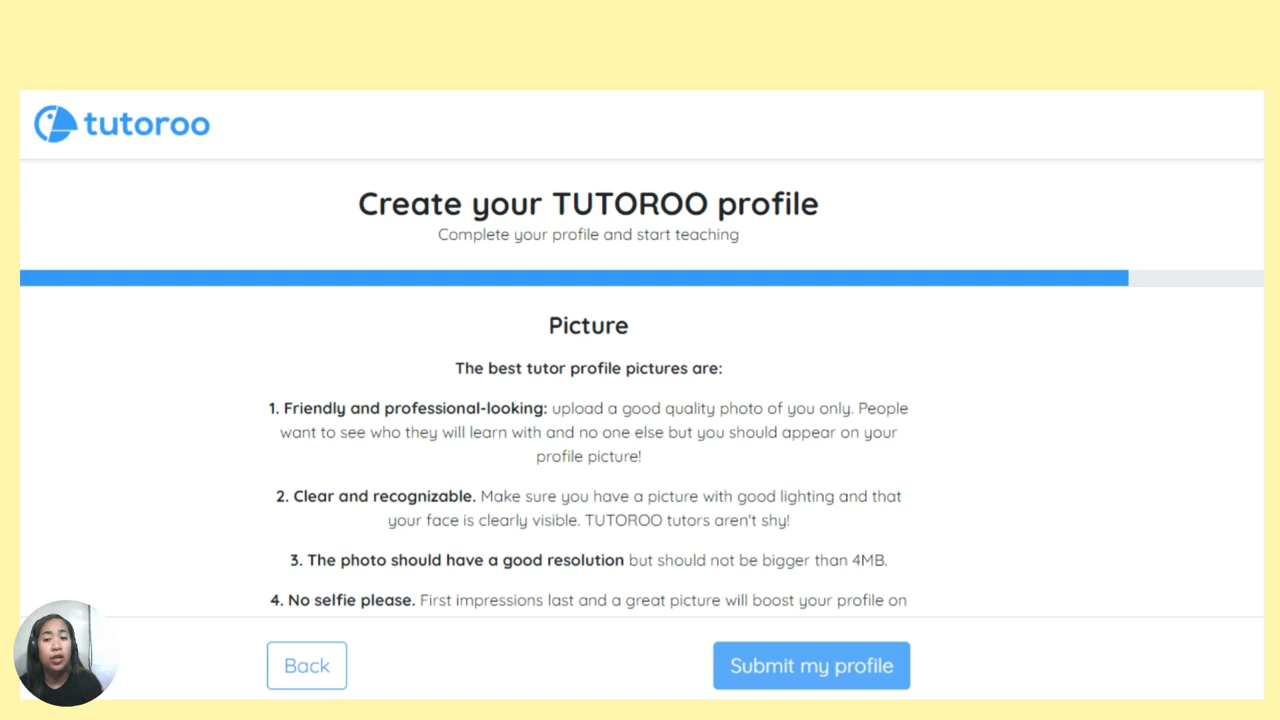 tutoroo
Create your TUTOROO profile
Complete your profile and start teaching
Picture
The best tutor profile pictures are:
1. Friendly and professional-looking: upload a good quality photo of you only. People
want to see who they will learn with and no one else but you should appear on your
profile picture!
2. Clear and recognizable. Make sure you have a picture with good lighting and that
your face is clearly visible. TUTOROO tutors aren't shy!
3. The photo should have a good resolution but should not be bigger than 4MB.
4. No selfie please. First impressions last and a great picture will boost your profile on
Back
Submit my profile